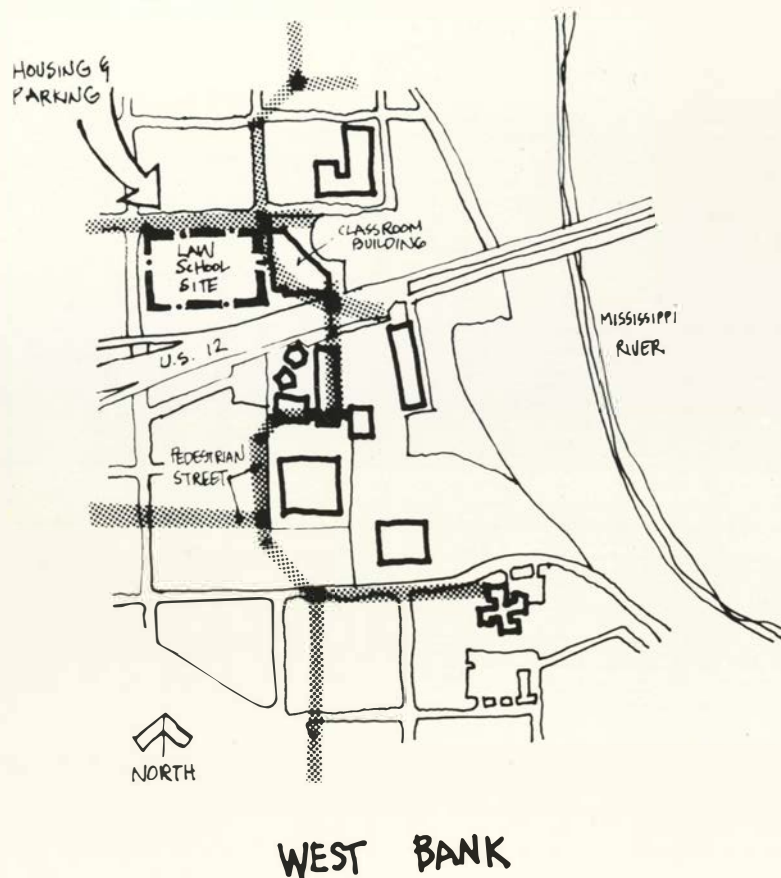 HOUSING &
PARKING
CLASSROOM
BUILDING
LAW
SCHOOL
SITE
U.S. 12
MISSISSIPPI
RIVER
PEDESTRIAN
STREET
NORTH
WEST BANK